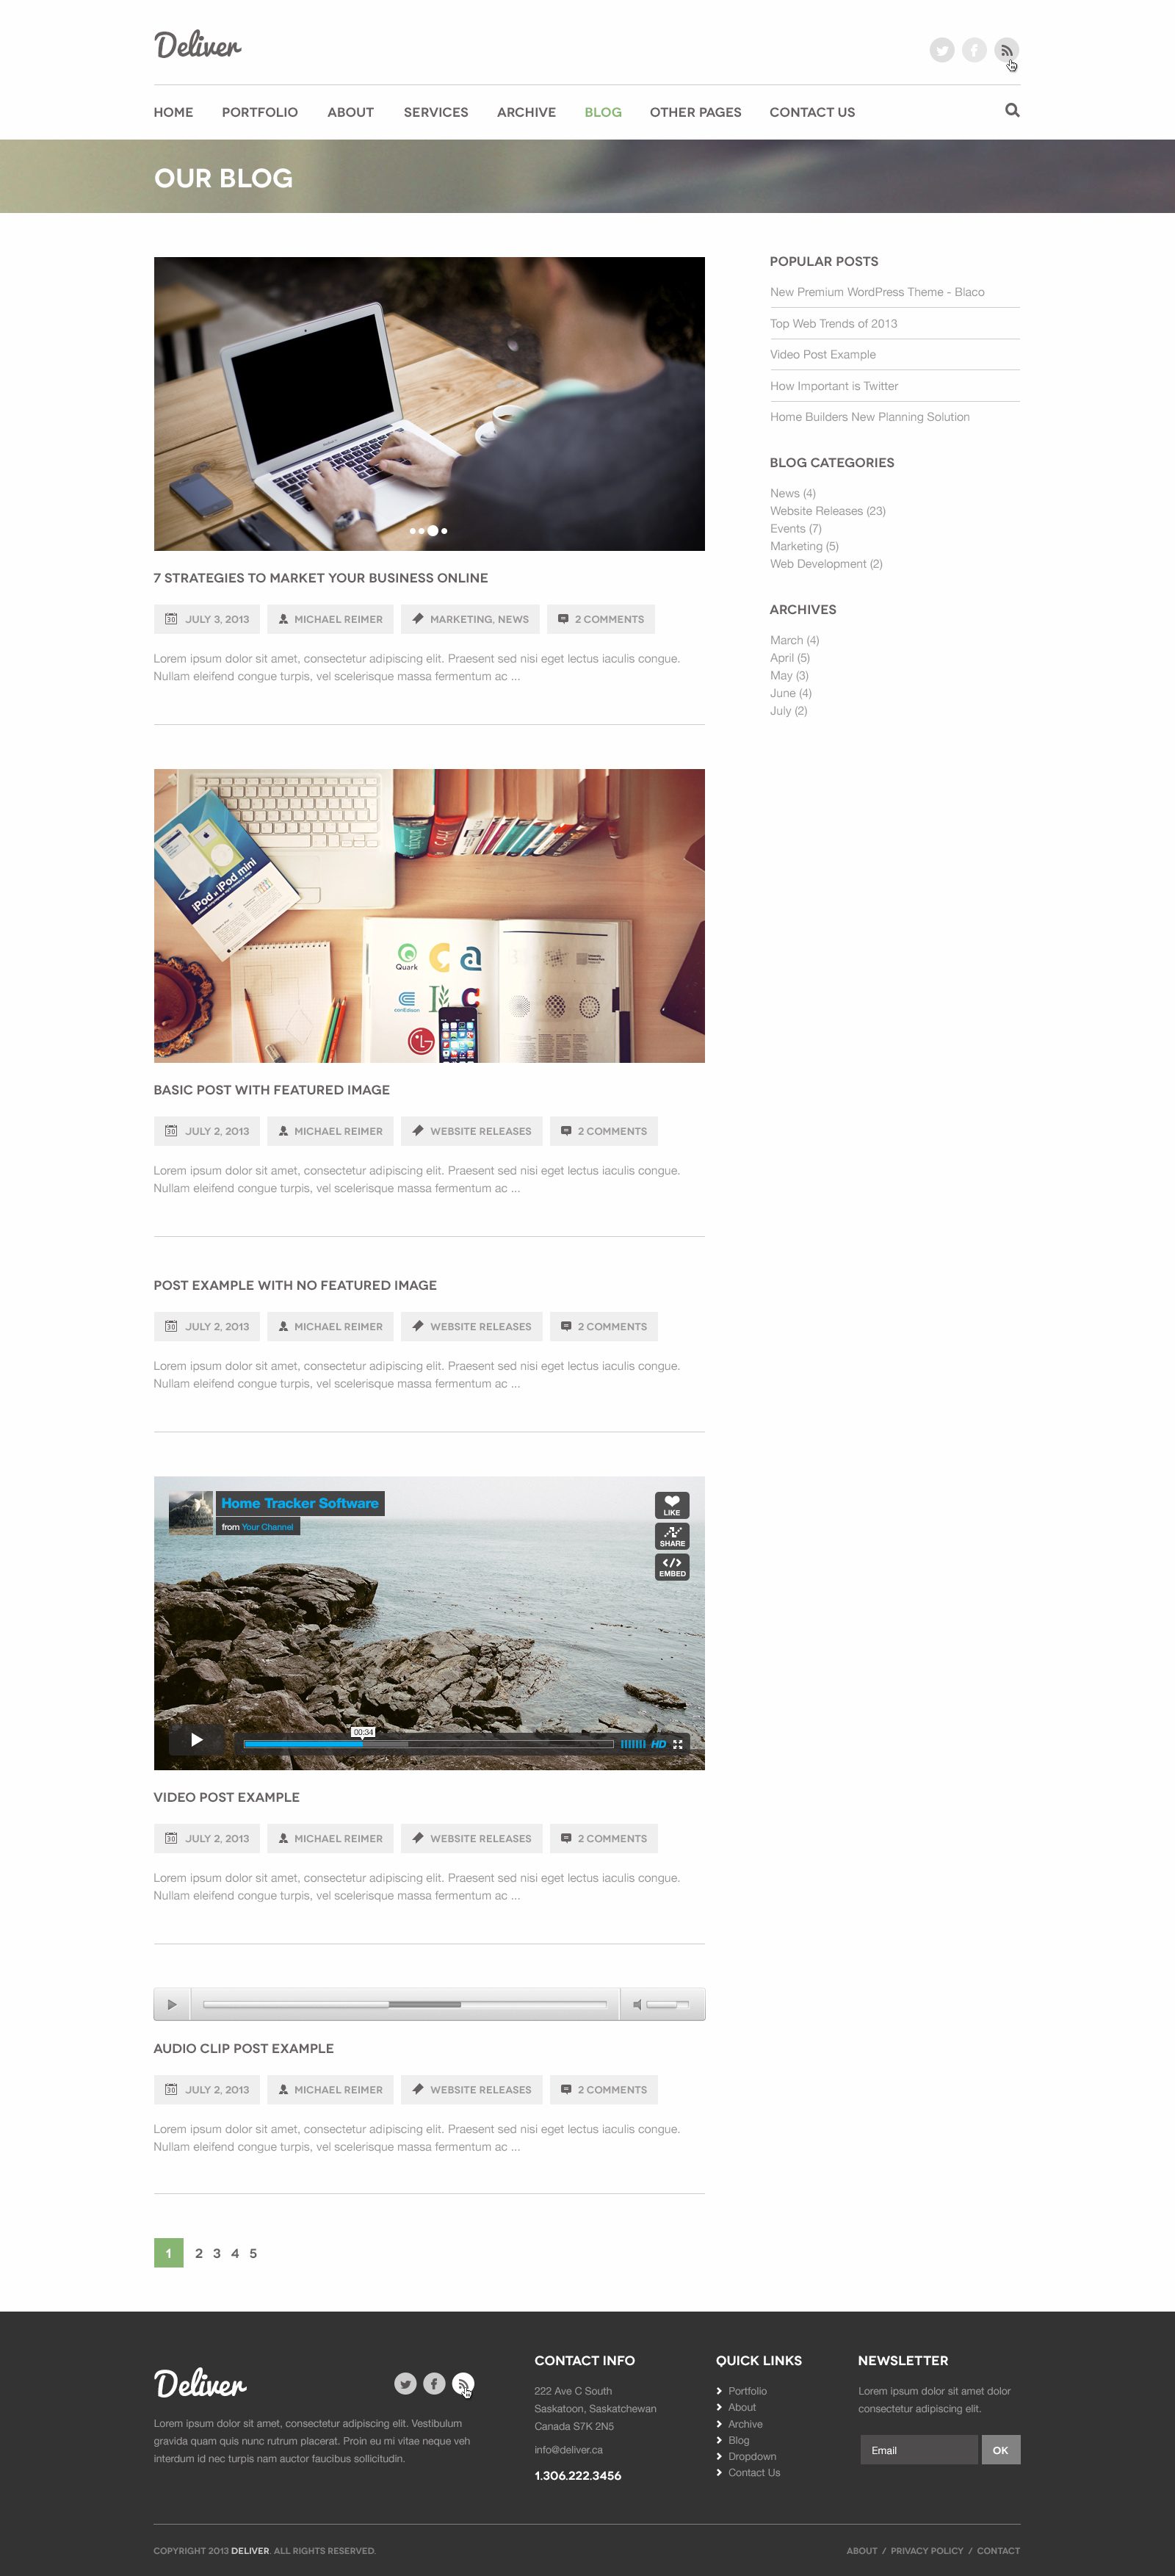 Deliver
HOME PORTFOLIO ABOUT SERVICES ARCHIVE BLOG OTHER PAGES CONTACT US
OUR BLOG
7 STRATEGIES TO MARKET YOUR BUSINESS ONLINE
30 JULY 3, 2013 MICHAEL REIMER MARKETING, NEWS 2 COMMENTS
Lorem ipsum dolor sit amet, consectetur adipiscing elit. Praesent sed nisi eget lectus iaculis congue.
Nullam eleifend congue turpis, vel scelerisque massa fermentum ac ...
iPod iPod mini
Quark
conEdison
LG
BASIC POST WITH FEATURED IMAGE
30 JULY 2, 2013 MICHAEL REIMER WEBSITE RELEASES 2 COMMENTS
Lorem ipsum dolor sit amet, consectetur adipiscing elit. Praesent sed nisi eget lectus iaculis congue.
Nullam eleifend congue turpis, vel scelerisque massa fermentum ac ...
POST EXAMPLE WITH NO FEATURED IMAGE
30 JULY 2, 2013 MICHAEL REIMER WEBSITE RELEASES 2 COMMENTS
Lorem ipsum dolor sit amet, consectetur adipiscing elit. Praesent sed nisi eget lectus iaculis congue.
Nullam eleifend congue turpis, vel scelerisque massa fermentum ac ...
Home Tracker Software
from Your Channel
LIKE
SHARE
EMBED
00:34
HD
VIDEO POST EXAMPLE
30 JULY 2, 2013 MICHAEL REIMER WEBSITE RELEASES 2 COMMENTS
Lorem ipsum dolor sit amet, consectetur adipiscing elit. Praesent sed nisi eget lectus iaculis congue.
Nullam eleifend congue turpis, vel scelerisque massa fermentum ac ...
AUDIO CLIP POST EXAMPLE
30 JULY 2, 2013 MICHAEL REIMER WEBSITE RELEASES 2 COMMENTS
Lorem ipsum dolor sit amet, consectetur adipiscing elit. Praesent sed nisi eget lectus iaculis congue.
Nullam eleifend congue turpis, vel scelerisque massa fermentum ac ...
1 2 3 4 5
POPULAR POSTS
New Premium WordPress Theme - Blaco
Top Web Trends of 2013
Video Post Example
How Important is Twitter
Home Builders New Planning Solution
BLOG CATEGORIES
News (4)
Website Releases (23)
Events (7)
Marketing (5)
Web Development (2)
ARCHIVES
March (4)
April (5)
May (3)
June (4)
July (2)
Deliver
Lorem ipsum dolor sit amet, consectetur adipiscing elit. Vestibulum
gravida quam quis nunc rutrum placerat. Proin eu mi vitae neque veh
interdum id nec turpis nam auctor faucibus sollicitudin.
CONTACT INFO
222 Ave C South
Saskatoon, Saskatchewan
Canada S7K 2N5
info@deliver.ca
1.306.222.3456
QUICK LINKS
Portfolio
About
Archive
Blog
Dropdown
Contact Us
NEWSLETTER
Lorem ipsum dolor sit amet dolor
consectetur adipiscing elit.
Email OK
COPYRIGHT 2013 DELIVER. ALL RIGHTS RESERVED.
ABOUT / PRIVACY POLICY / CONTACT